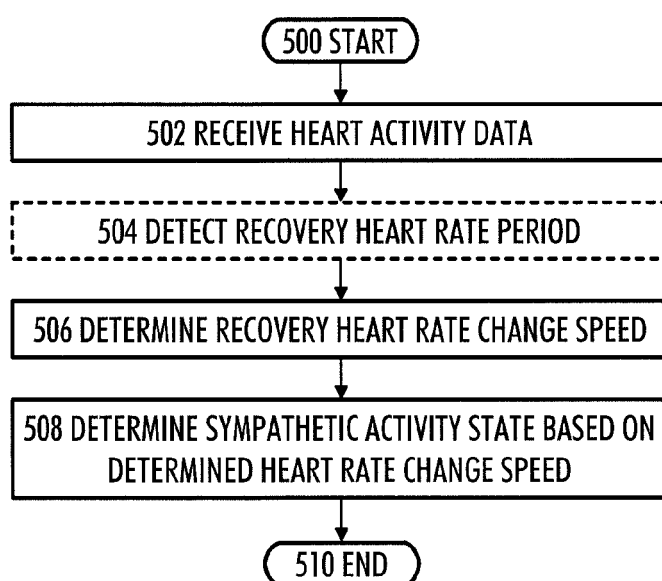 500 START
502 RECEIVE HEART ACTIVITY DATA
504 DETECT RECOVERY HEART RATE PERIOD
506 DETERMINE RECOVERY HEART RATE CHANGE SPEED
508 DETERMINE SYMPATHETIC ACTIVITY STATE BASED ON
DETERMINED HEART RATE CHANGE SPEED
510 END